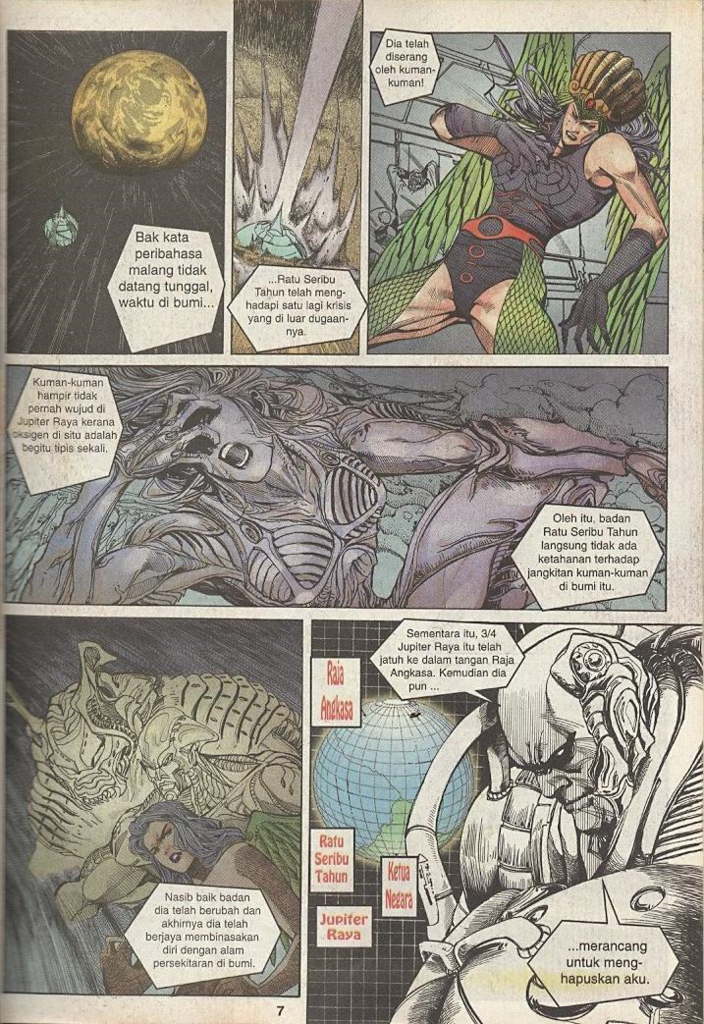 Bak kata
peribahasa
malang tidak
datang tunggal,
waktu di bumi...
...Ratu Seribu
Tahun telah meng-
hadapi satu lagi krisis
yang di luar dugaan-
nya.
Dia telah
diserang
oleh kuman-
kuman!
Kuman-kuman
hampir tidak
pernah wujud di
Jupiter Raya kerana
oksigen di situ adalah
begitu tipis sekali.
Oleh itu, badan
Ratu Seribu Tahun
langsung tidak ada
ketahanan terhadap
jangkitan kuman-kuman
di bumi itu.
Nasib baik badan
dia telah berubah dan
akhirnya dia telah
berjaya membinasakan
diri dengan alam
persekitaran di bumi.
Sementara itu, 3/4
Jupiter Raya itu telah
jatuh ke dalam tangan Raja
Angkasa. Kemudian dia
pun ...
Raja
Angkasa
Ratu
Seribu
Tahun
Ketua
Negara
Jupiter
Raya
...merancang
untuk meng-
hapuskan aku.
7